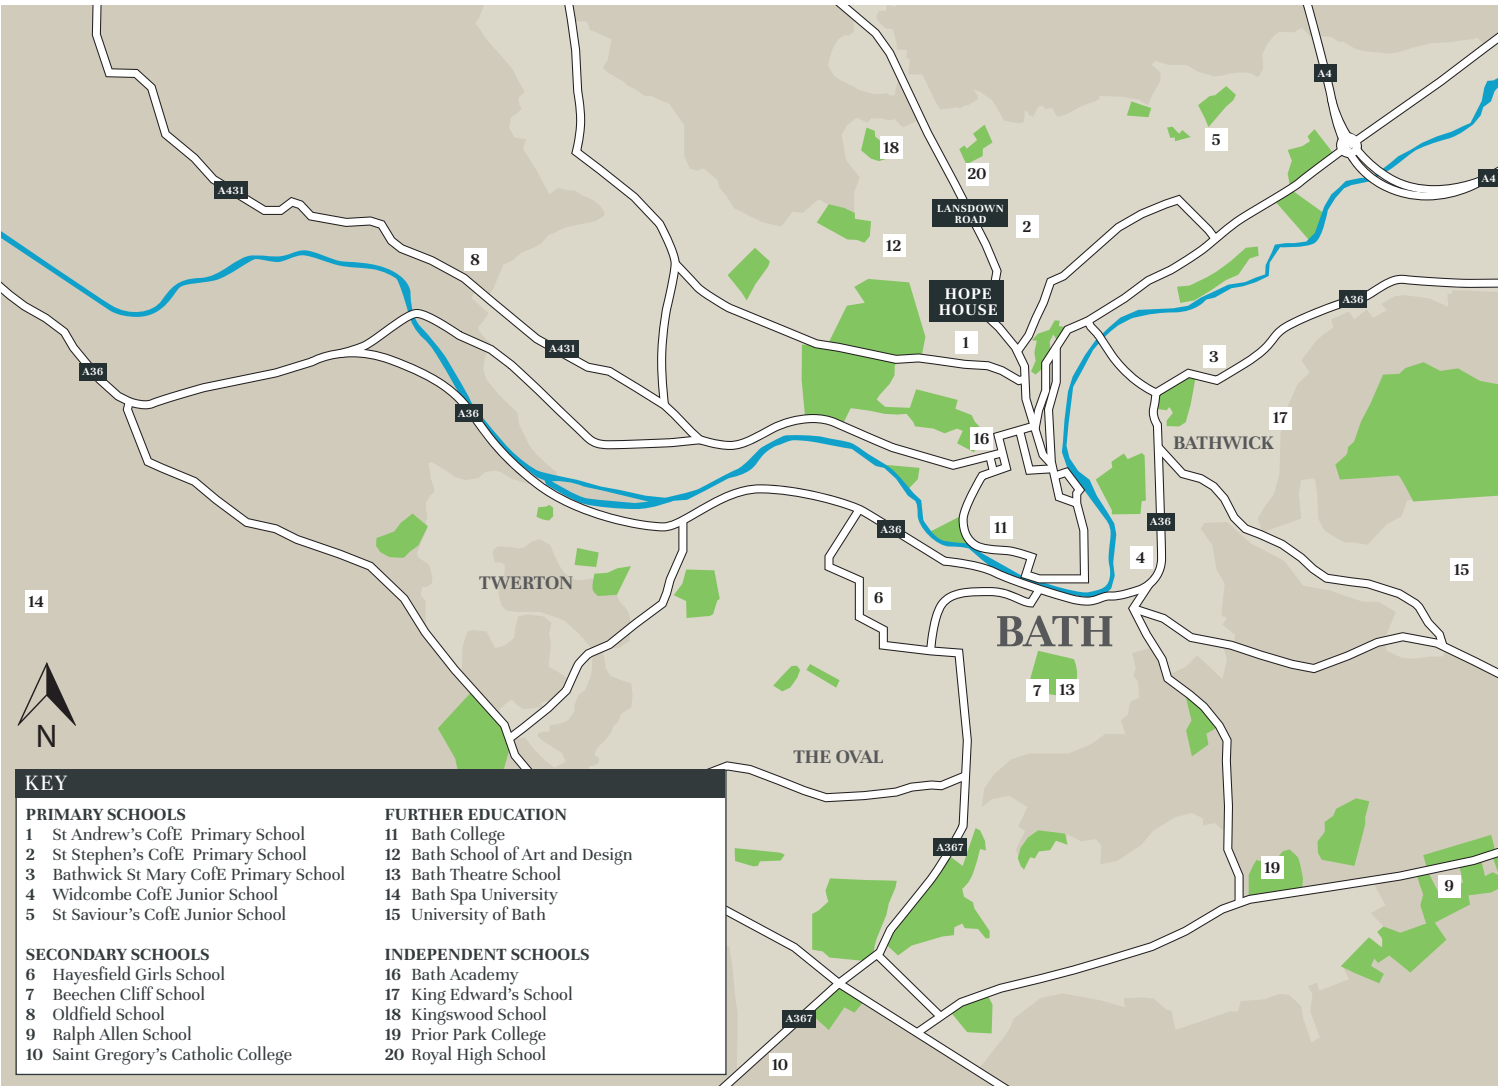 A4
5
18
20
A4
A431
LANSDOWN
ROAD
2
12
8
HOPE
HOUSE
A36
1
A431
3
A36
A36
17
16
BATHWICK
A36
11
A36
4
15
TWERTON
14
6
BATH
7
13
N
THE OVAL
A367
19
9
A367
10
KEY
PRIMARY SCHOOLS
1 St Andrew's CofE Primary School
2 St Stephen's CofE Primary School
3 Bathwick St Mary CofE Primary School
4 Widcombe CofE Junior School
5 St Saviour's CofE Junior School
SECONDARY SCHOOLS
6 Hayesfield Girls School
7 Beechen Cliff School
8 Oldfield School
9 Ralph Allen School
10 Saint Gregory's Catholic College
FURTHER EDUCATION
11 Bath College
12 Bath School of Art and Design
13 Bath Theatre School
14 Bath Spa University
15 University of Bath
INDEPENDENT SCHOOLS
16 Bath Academy
17 King Edward's School
18 Kingswood School
19 Prior Park College
20 Royal High School